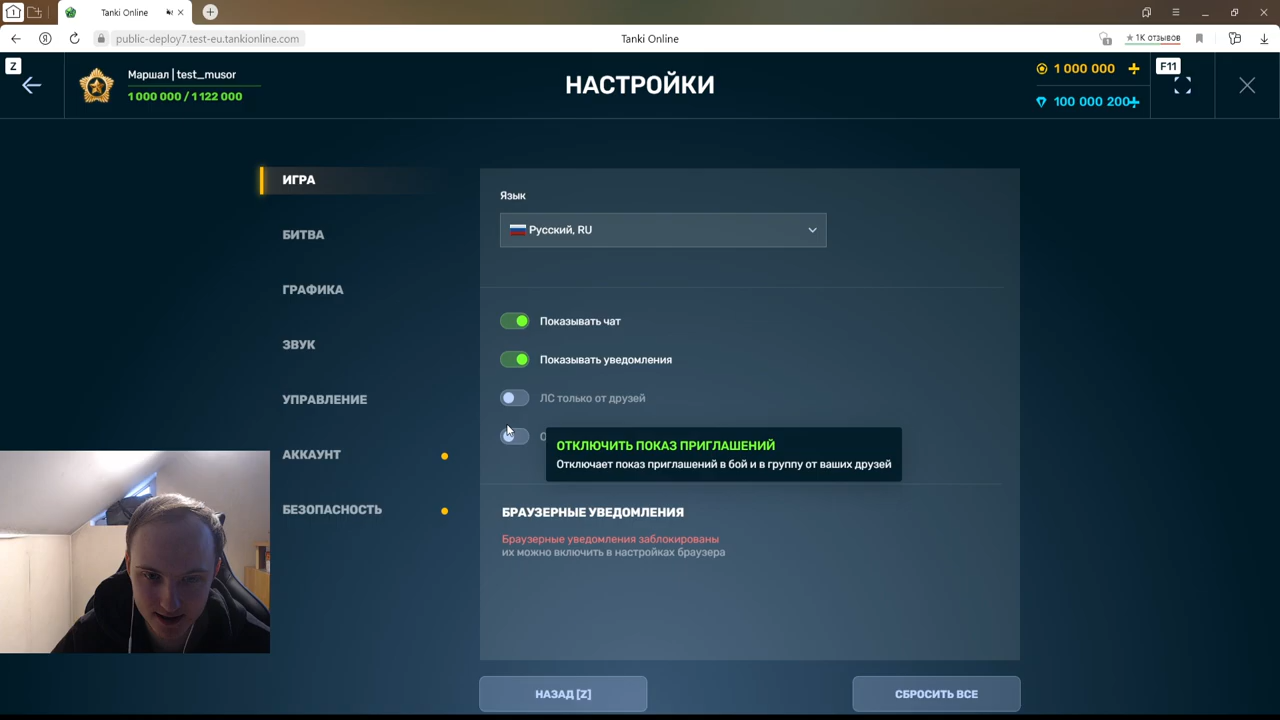 Tanki Online
public-deploy7.test-eu.tankionline.com
Tanki Online
★ 1К отзывов
Z
Маршал | test_musor
1 000 000 / 1 122 000
НАСТРОЙКИ
1 000 000
100 000 200
F11
ИГРА
БИТВА
ГРАФИКА
ЗВУК
УПРАВЛЕНИЕ
АККАУНТ
БЕЗОПАСНОСТЬ
Язык
Русский, RU
Показывать чат
Показывать уведомления
ЛС только от друзей
ОТКЛЮЧИТЬ ПОКАЗ ПРИГЛАШЕНИЙ
Отключает показ приглашений в бой и в группу от ваших друзей
БРАУЗЕРНЫЕ УВЕДОМЛЕНИЯ
Браузерные уведомления заблокированы
их можно включить в настройках браузера
НАЗАД [Z]
СБРОСИТЬ ВСЕ